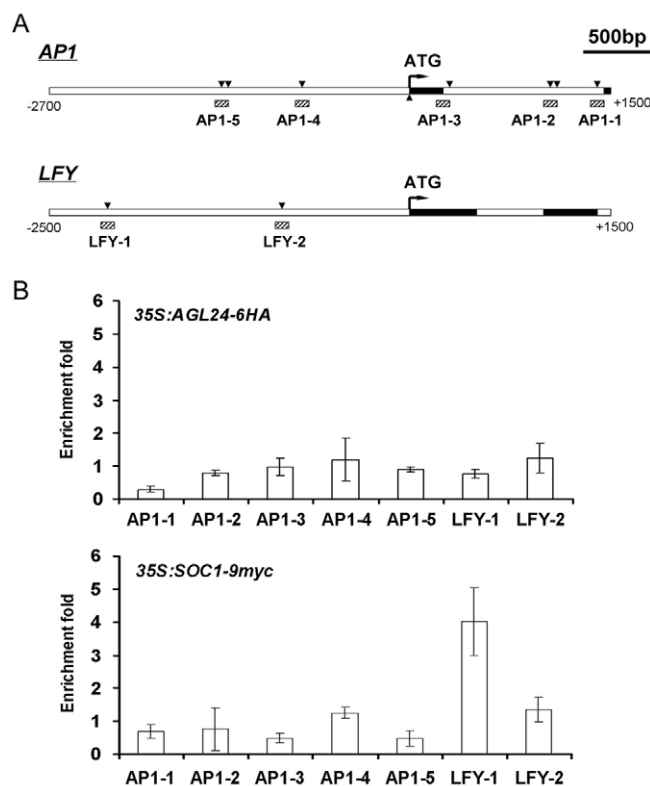 A
500bp
AP1
ATG
-2700
+1500
AP1-5 AP1-4 AP1-3 AP1-2 AP1-1
LFY
ATG
-2500
+1500
LFY-1 LFY-2
B
35S:AGL24-6HA
Enrichment fold
6
5
4
3
2
1
0
AP1-1 AP1-2 AP1-3 AP1-4 AP1-5 LFY-1 LFY-2
35S:SOC1-9myc
Enrichment fold
6
5
4
3
2
1
0
AP1-1 AP1-2 AP1-3 AP1-4 AP1-5 LFY-1 LFY-2